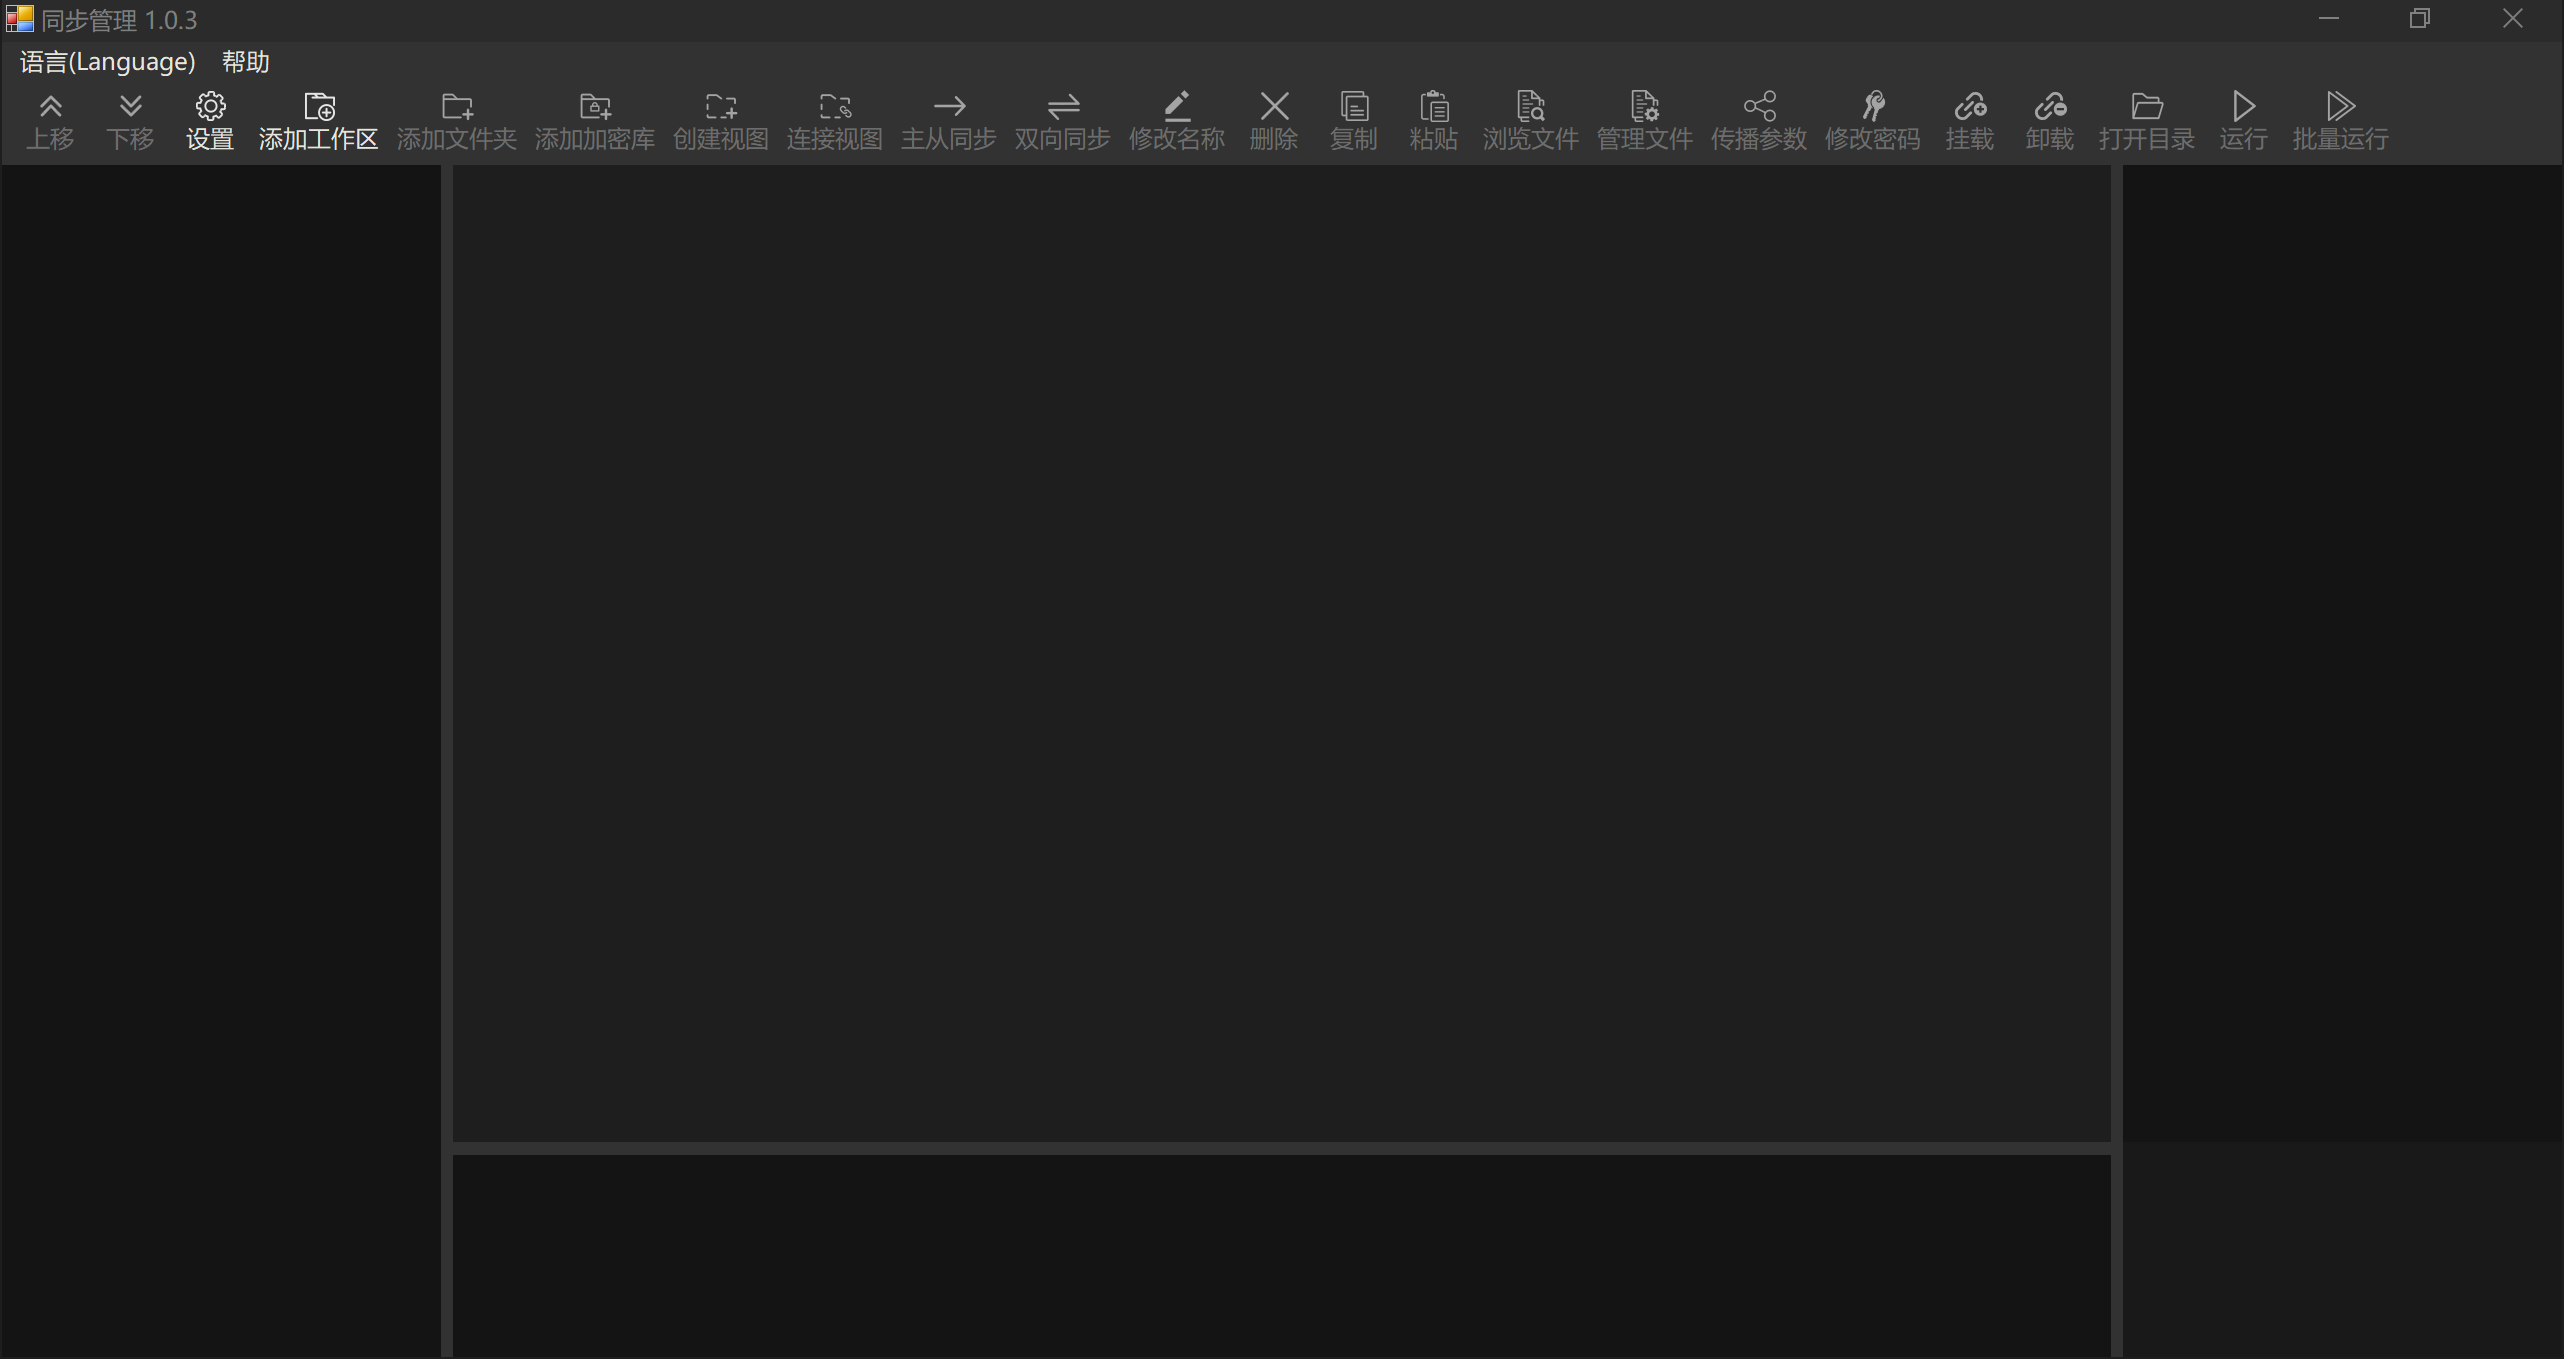 同步管理 1.0.3
语言(Language) 帮助
上移 下移 设置 添加工作区 添加文件夹 添加加密库 创建视图 连接视图 主从同步 双向同步 修改名称 删除 复制 粘贴 浏览文件 管理文件 传播参数 修改密码 挂载 卸载 打开目录 运行 批量运行